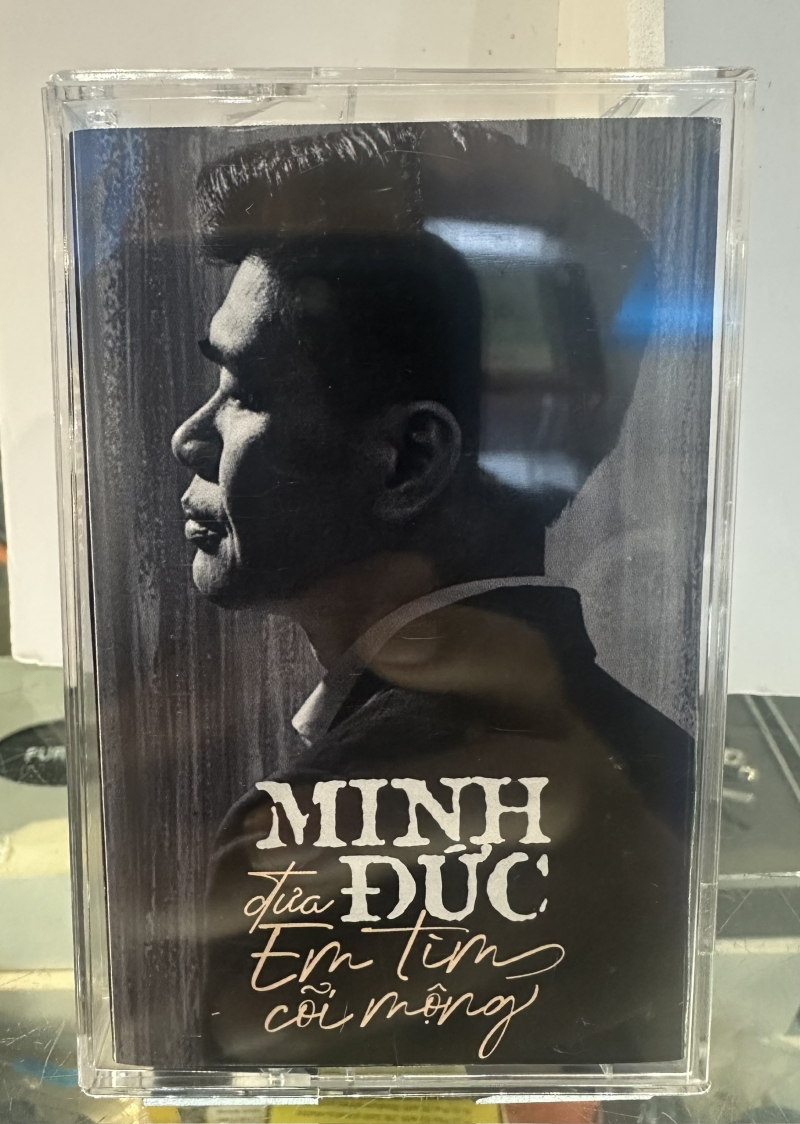 MINH
đưa ĐỨC
Em tìm
cõi mộng